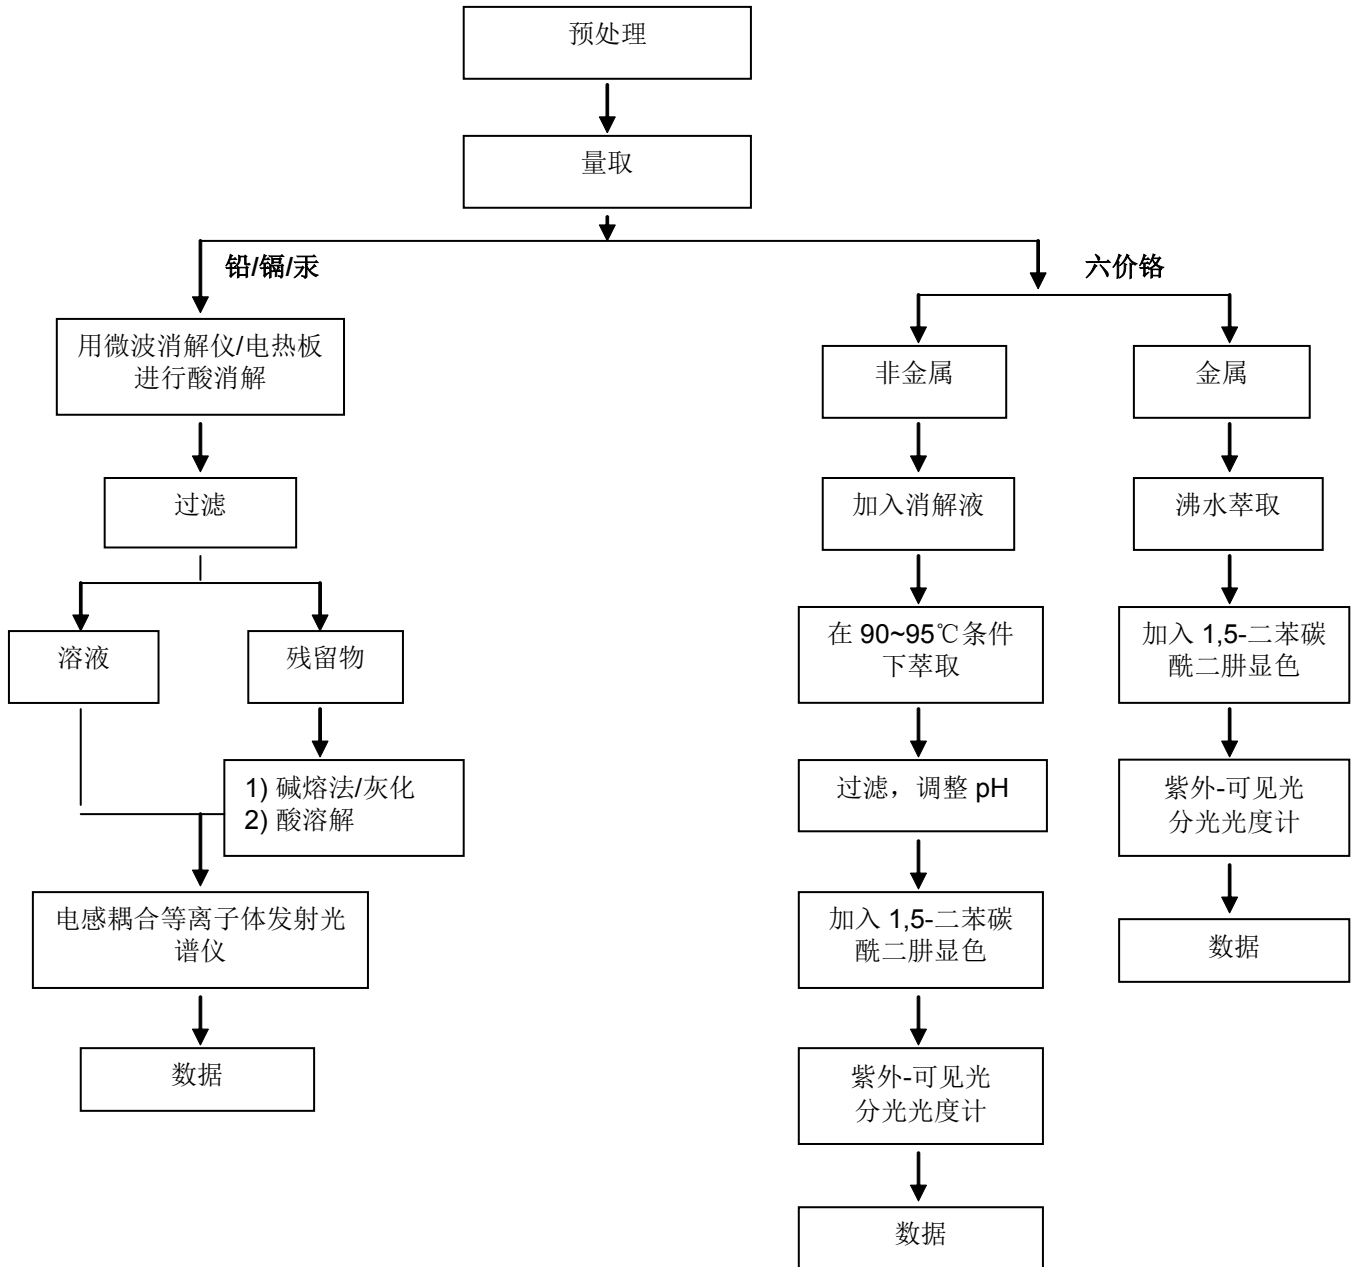 预处理
量取
铅/镉/汞
用微波消解仪/电热板
进行酸消解
过滤
溶液
残留物
1) 碱熔法/灰化
2) 酸溶解
电感耦合等离子体发射光
谱仪
数据
六价铬
非金属
加入消解液
在 90~95℃条件
下萃取
过滤，调整 pH
加入 1,5-二苯碳
酰二肼显色
紫外-可见光
分光光度计
数据
金属
沸水萃取
加入 1,5-二苯碳
酰二肼显色
紫外-可见光
分光光度计
数据